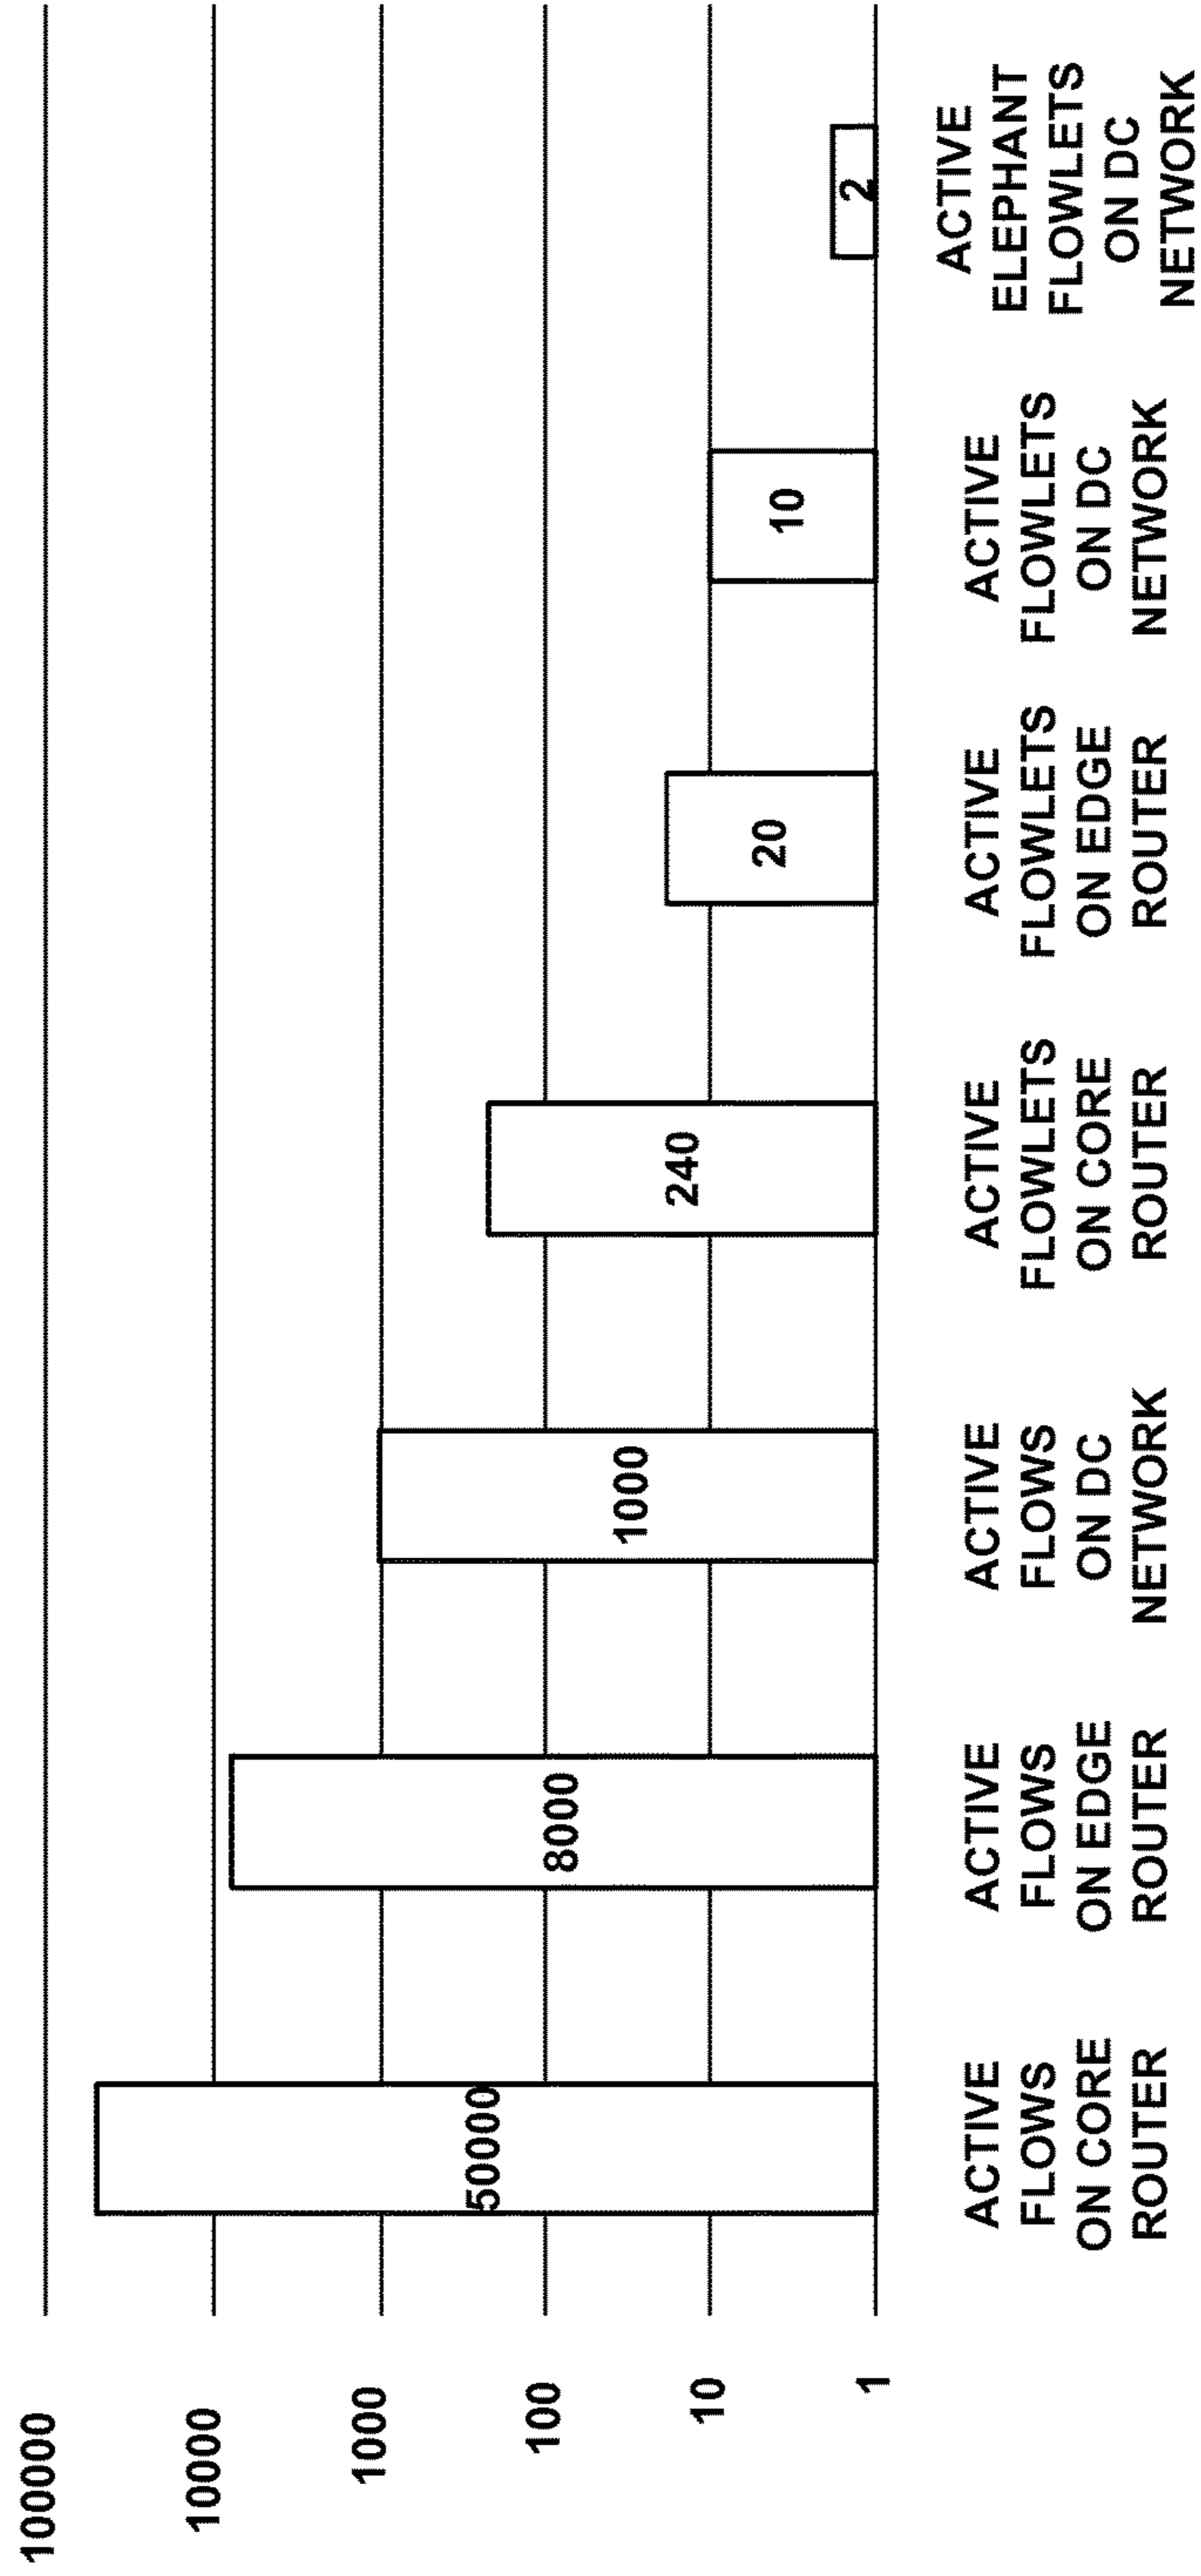 100000
10000
1000
100
10
1
50000
8000
1000
240
20
10
2
ACTIVE
FLOWS
ON CORE
ROUTER
ACTIVE
FLOWS
ON EDGE
ROUTER
ACTIVE
FLOWS
ON DC
NETWORK
ACTIVE
FLOWLETS
ON CORE
ROUTER
ACTIVE
FLOWLETS
ON EDGE
ROUTER
ACTIVE
FLOWLETS
ON DC
NETWORK
ACTIVE
ELEPHANT
FLOWLETS
ON DC
NETWORK